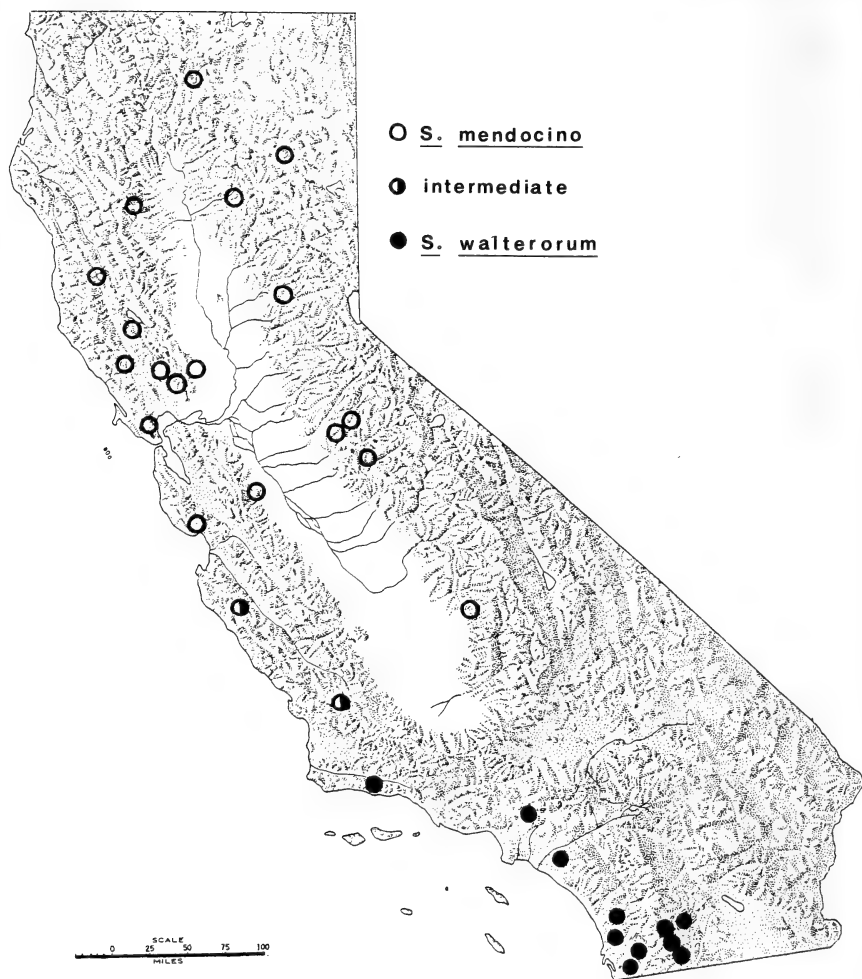 S. mendocino
intermediate
S. walterorum
SCALE
0 25 50 75 100
MILES